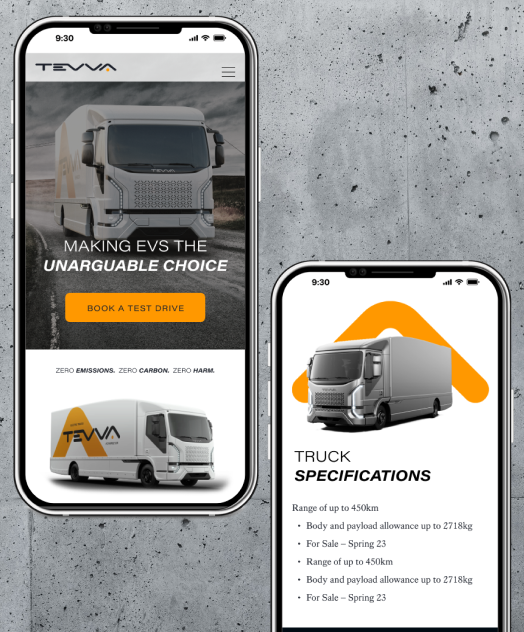 9:30
TEVVA
TEVVA
MAKING EVS THE
UNARGUABLE CHOICE
BOOK A TEST DRIVE
ZERO EMISSIONS. ZERO CARBON. ZERO HARM.
TEVVA
9:30
TRUCK
SPECIFICATIONS
Range of up to 450km
• Body and payload allowance up to 2718kg
• For Sale – Spring 23
• Range of up to 450km
• Body and payload allowance up to 2718kg
• For Sale – Spring 23